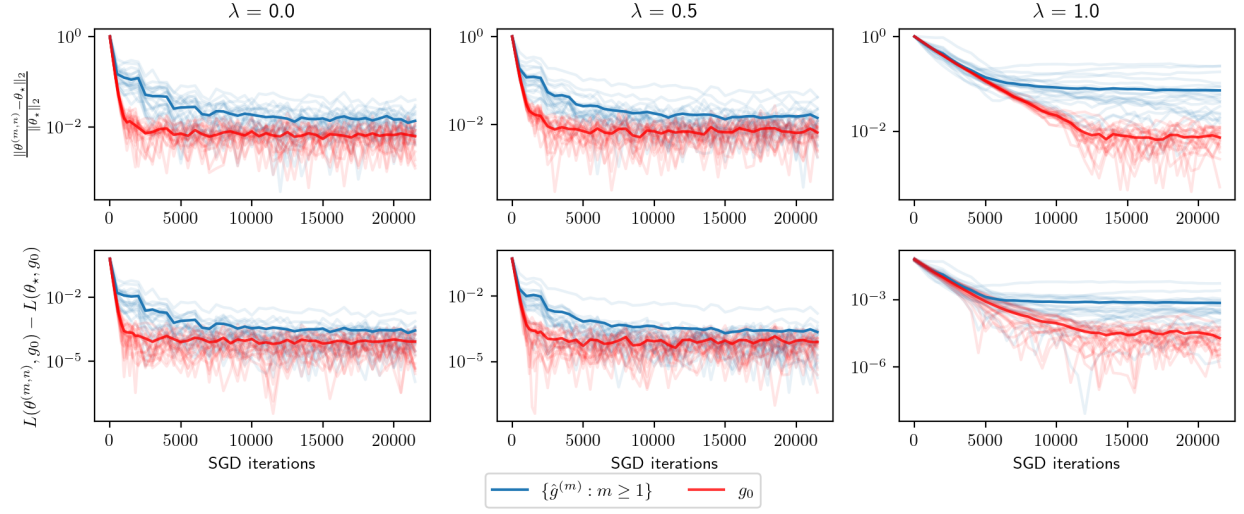 λ = 0.0
λ = 0.5
λ = 1.0
‖θ^(m,n) − θ⋆‖₂ / ‖θ⋆‖₂
10^0
10^−2
0 5000 10000 15000 20000
10^0
10^−2
0 5000 10000 15000 20000
10^0
10^−2
0 5000 10000 15000 20000
L(θ^(m,n), g₀) − L(θ⋆, g₀)
10^−2
10^−5
0 5000 10000 15000 20000
SGD iterations
10^−2
10^−5
0 5000 10000 15000 20000
SGD iterations
10^−3
10^−6
0 5000 10000 15000 20000
SGD iterations
{ĝ^(m) : m ≥ 1} g₀